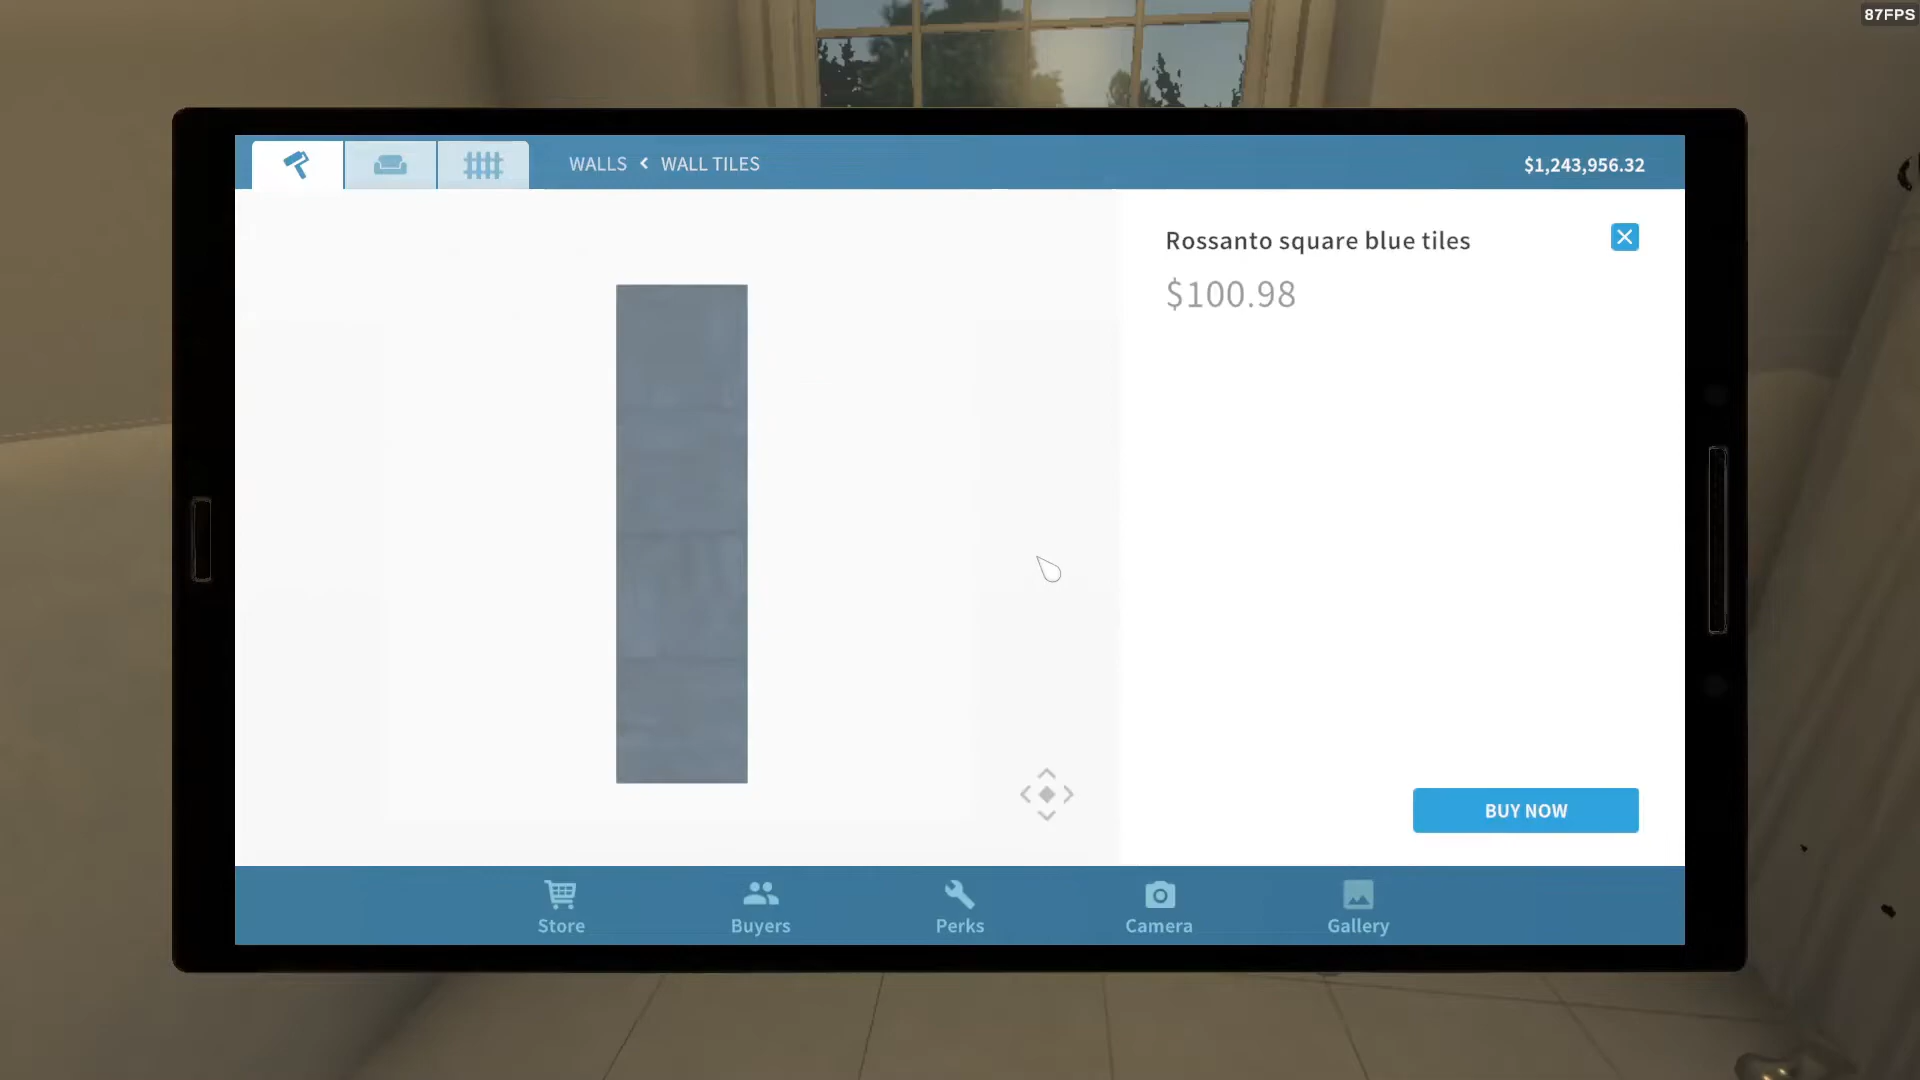 87FPS
WALLS < WALL TILES
$1,243,956.32
Rossanto square blue tiles
$100.98
BUY NOW
Store
Buyers
Perks
Camera
Gallery